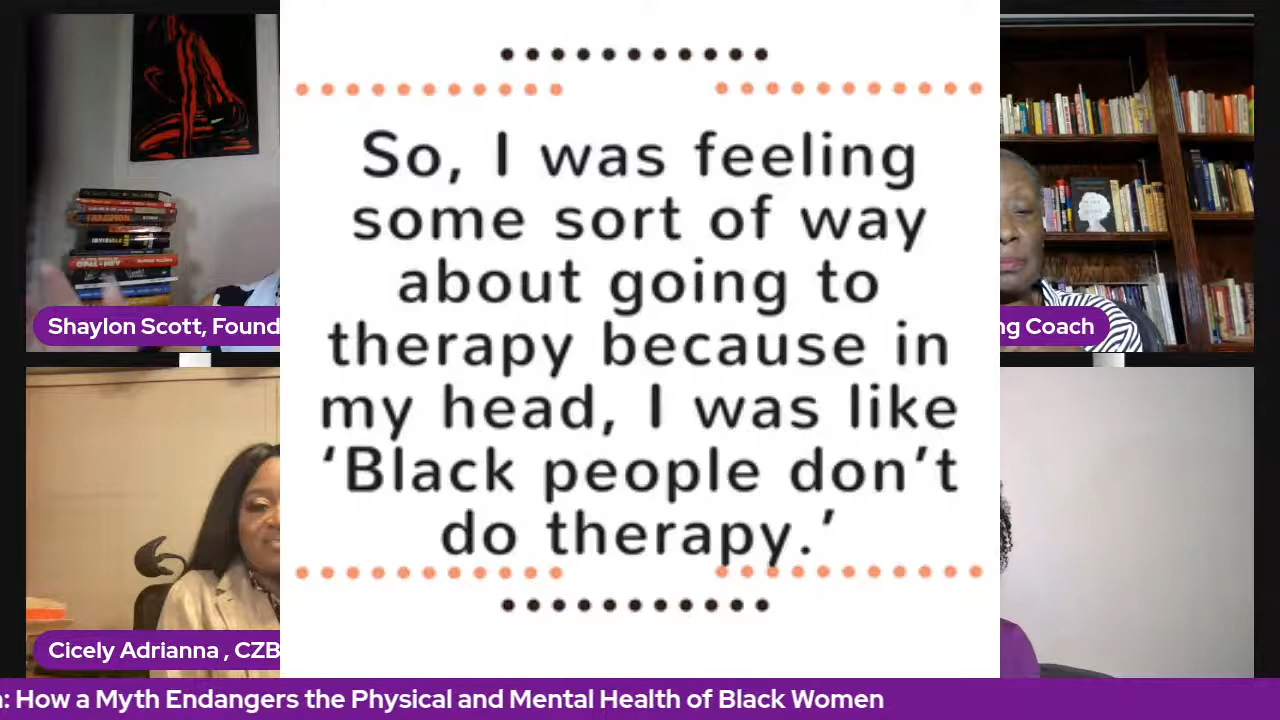 So, I was feeling
some sort of way
about going to
therapy because in
my head, I was like
‘Black people don’t
do therapy.’
Shaylon Scott, Found
ng Coach
Cicely Adrianna , CZB
: How a Myth Endangers the Physical and Mental Health of Black Women